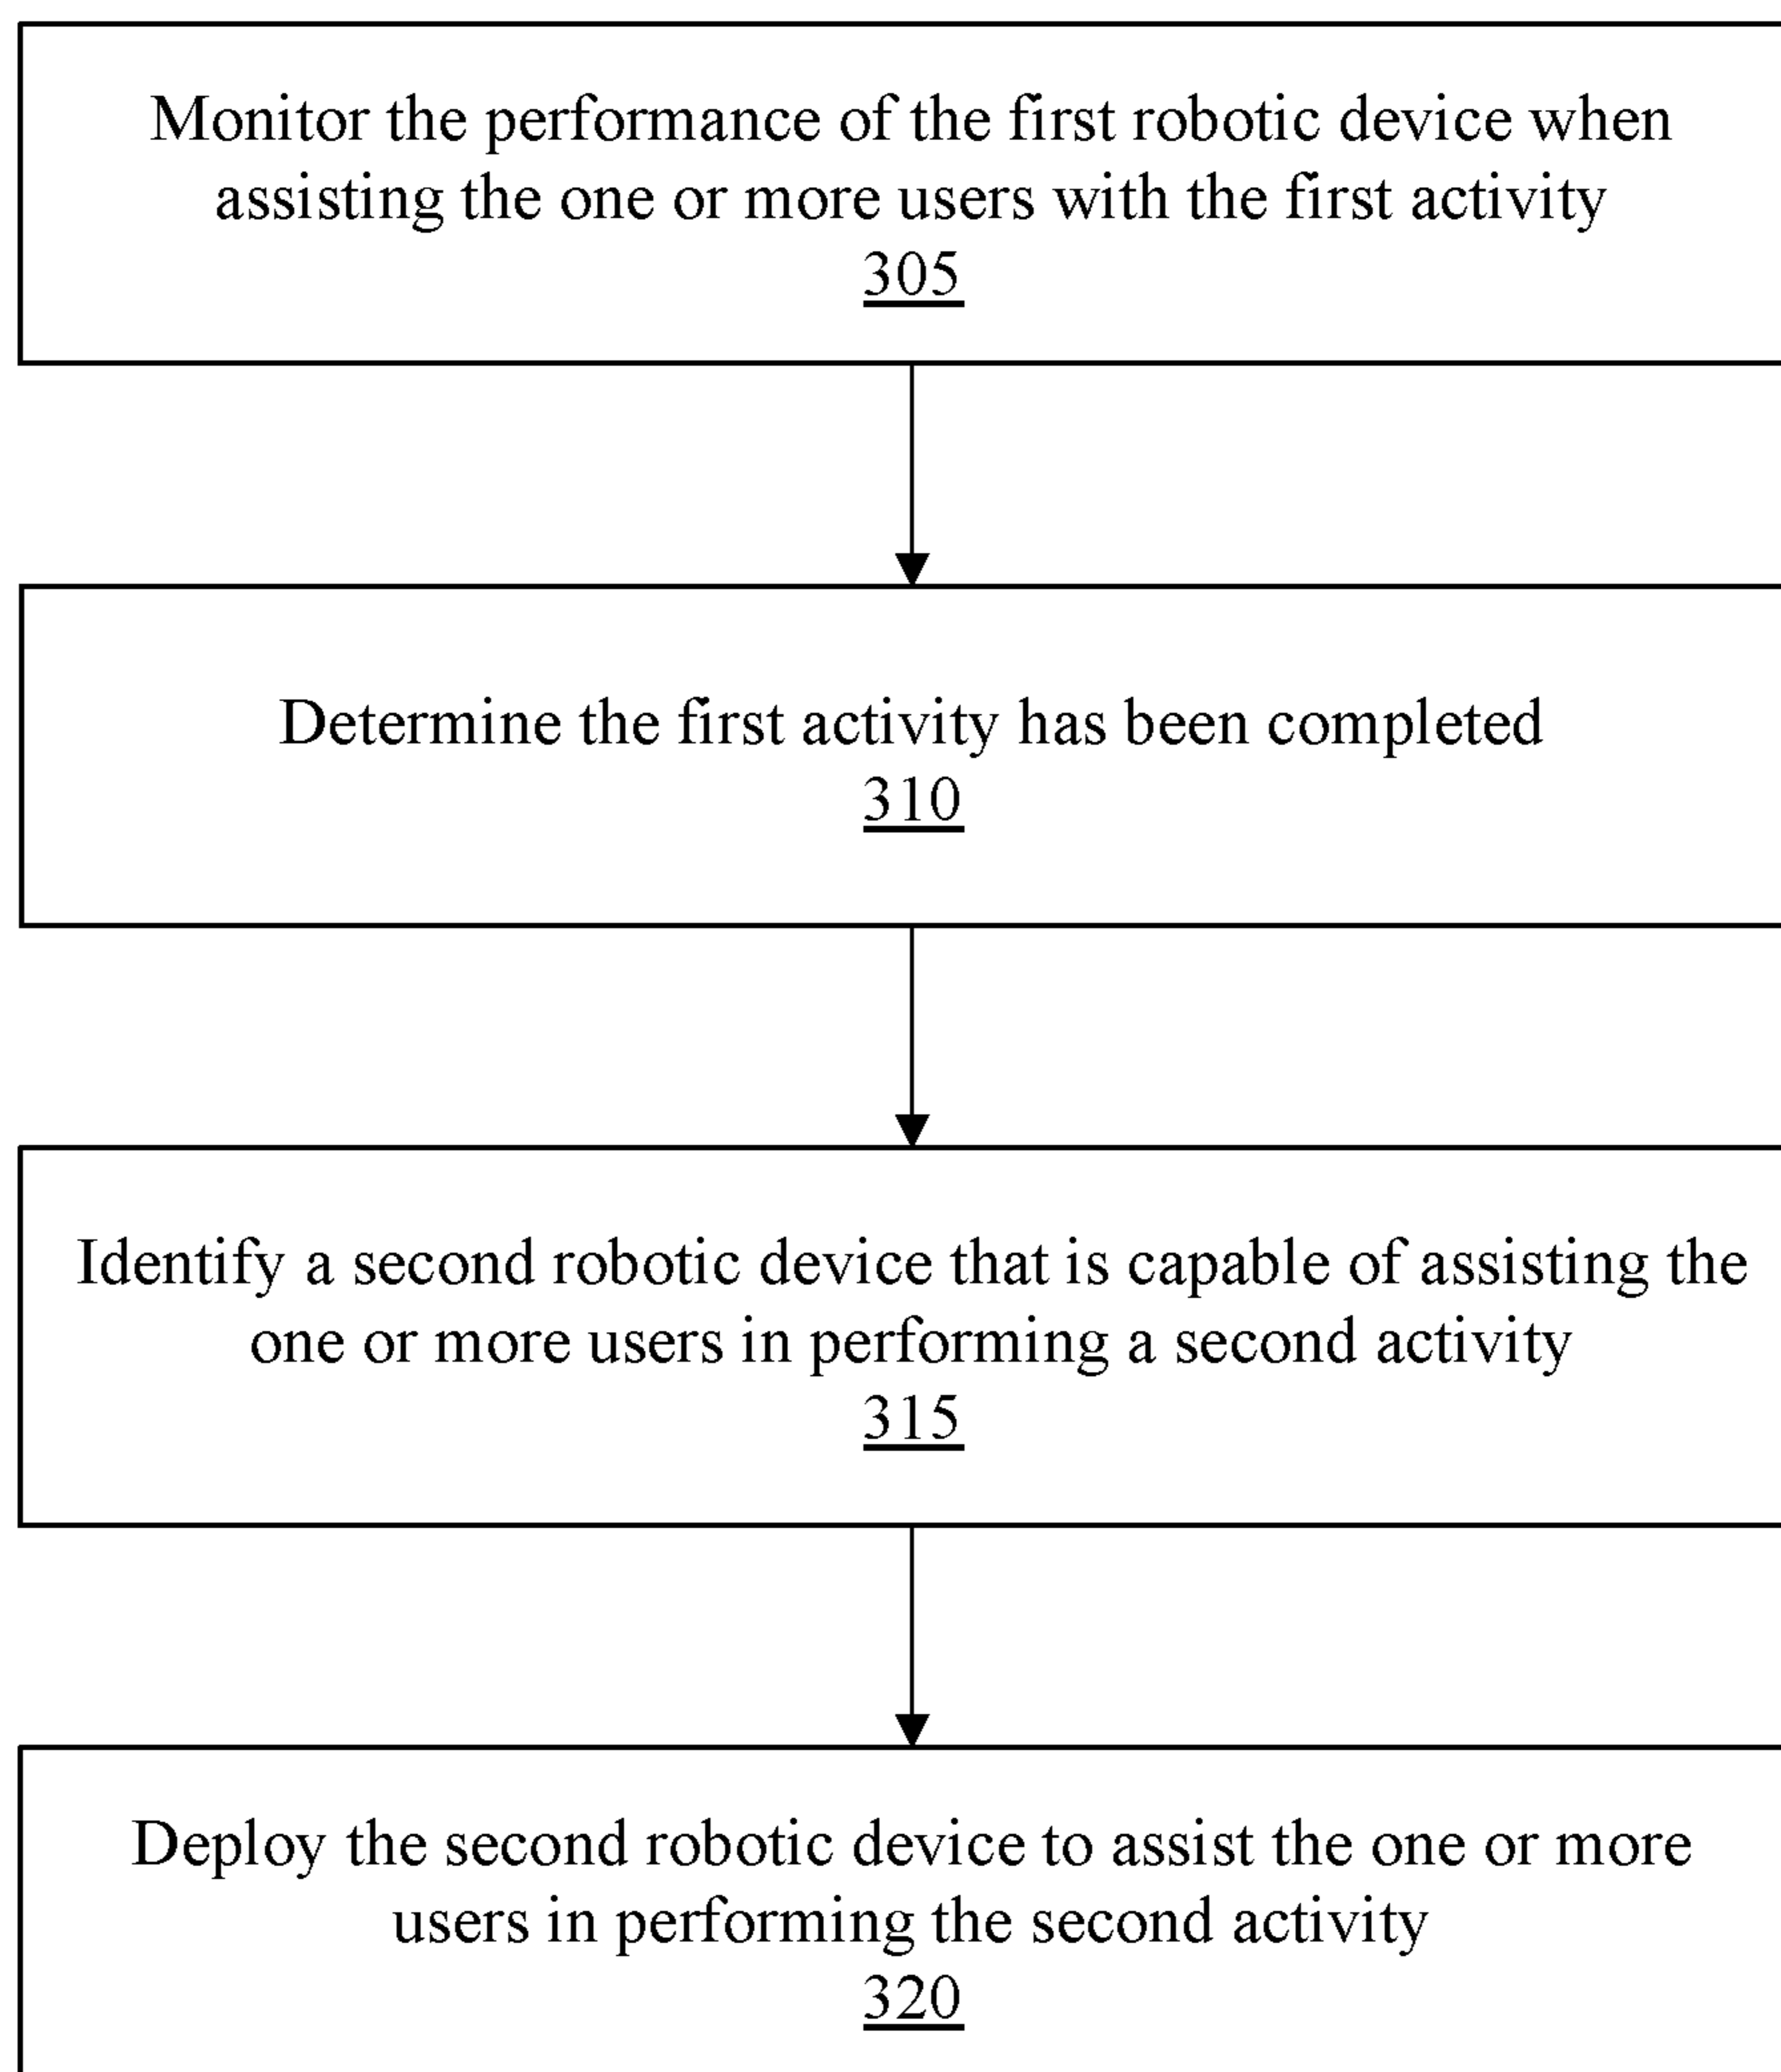 Monitor the performance of the first robotic device when
assisting the one or more users with the first activity
305
Determine the first activity has been completed
310
Identify a second robotic device that is capable of assisting the
one or more users in performing a second activity
315
Deploy the second robotic device to assist the one or more
users in performing the second activity
320